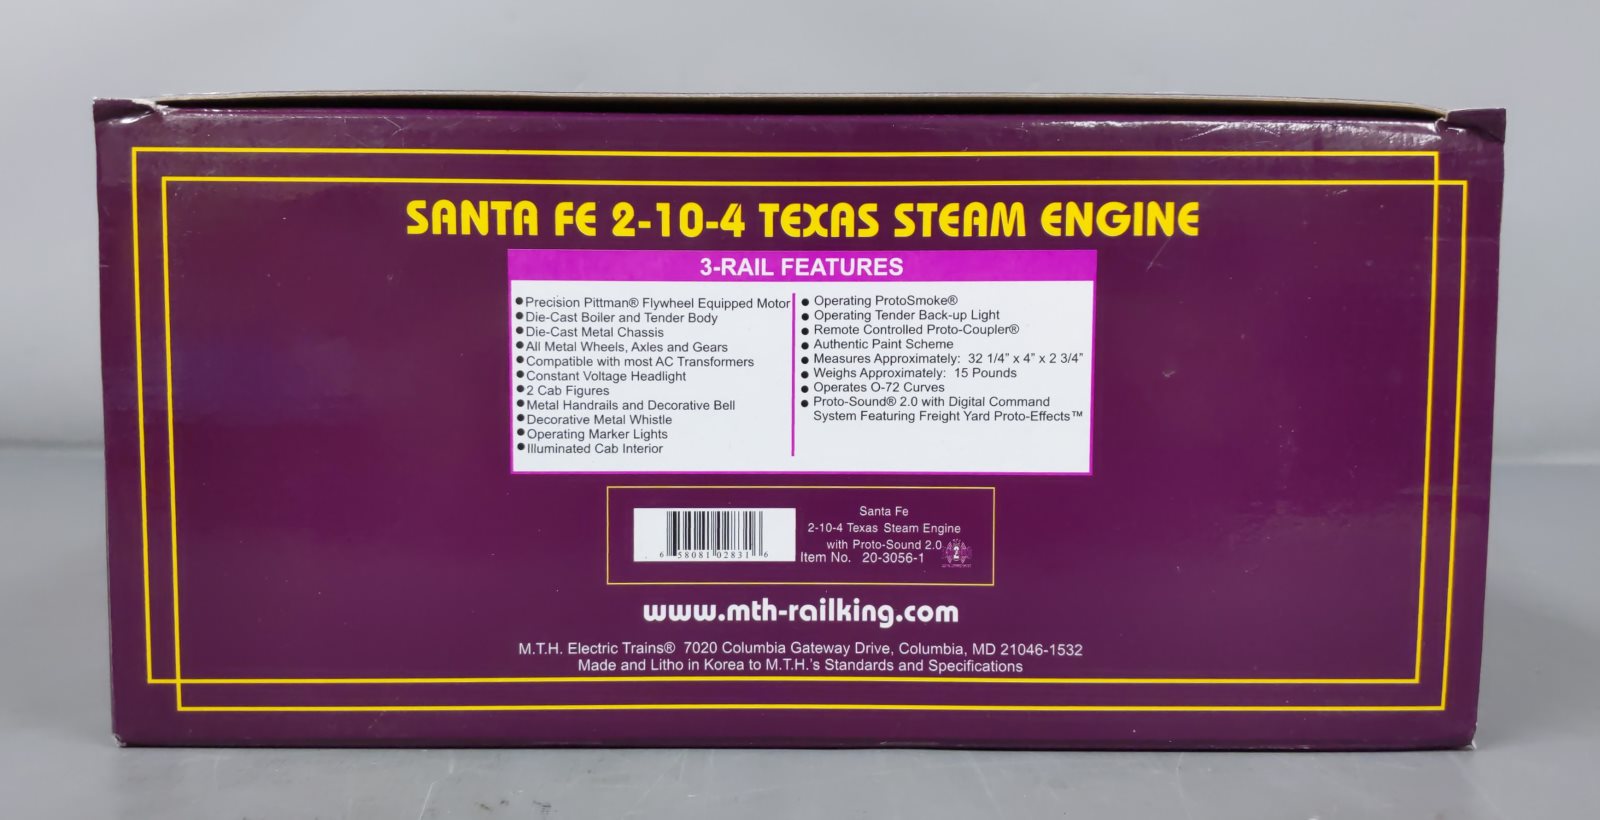 SANTA FE 2-10-4 TEXAS STEAM ENGINE
3-RAIL FEATURES
● Precision Pittman® Flywheel Equipped Motor
● Die-Cast Boiler and Tender Body
● Die-Cast Metal Chassis
● All Metal Wheels, Axles and Gears
● Compatible with most AC Transformers
● Constant Voltage Headlight
● 2 Cab Figures
● Metal Handrails and Decorative Bell
● Decorative Metal Whistle
● Operating Marker Lights
● Illuminated Cab Interior
● Operating ProtoSmoke®
● Operating Tender Back-up Light
● Remote Controlled Proto-Coupler®
● Authentic Paint Scheme
● Measures Approximately: 32 1/4" x 4" x 2 3/4"
● Weighs Approximately: 15 Pounds
● Operates O-72 Curves
● Proto-Sound® 2.0 with Digital Command
System Featuring Freight Yard Proto-Effects™
6 58081 02831 6
Santa Fe
2-10-4 Texas Steam Engine
with Proto-Sound 2.0
Item No. 20-3056-1
2
www.mth-railking.com
M.T.H. Electric Trains® 7020 Columbia Gateway Drive, Columbia, MD 21046-1532
Made and Litho in Korea to M.T.H.'s Standards and Specifications